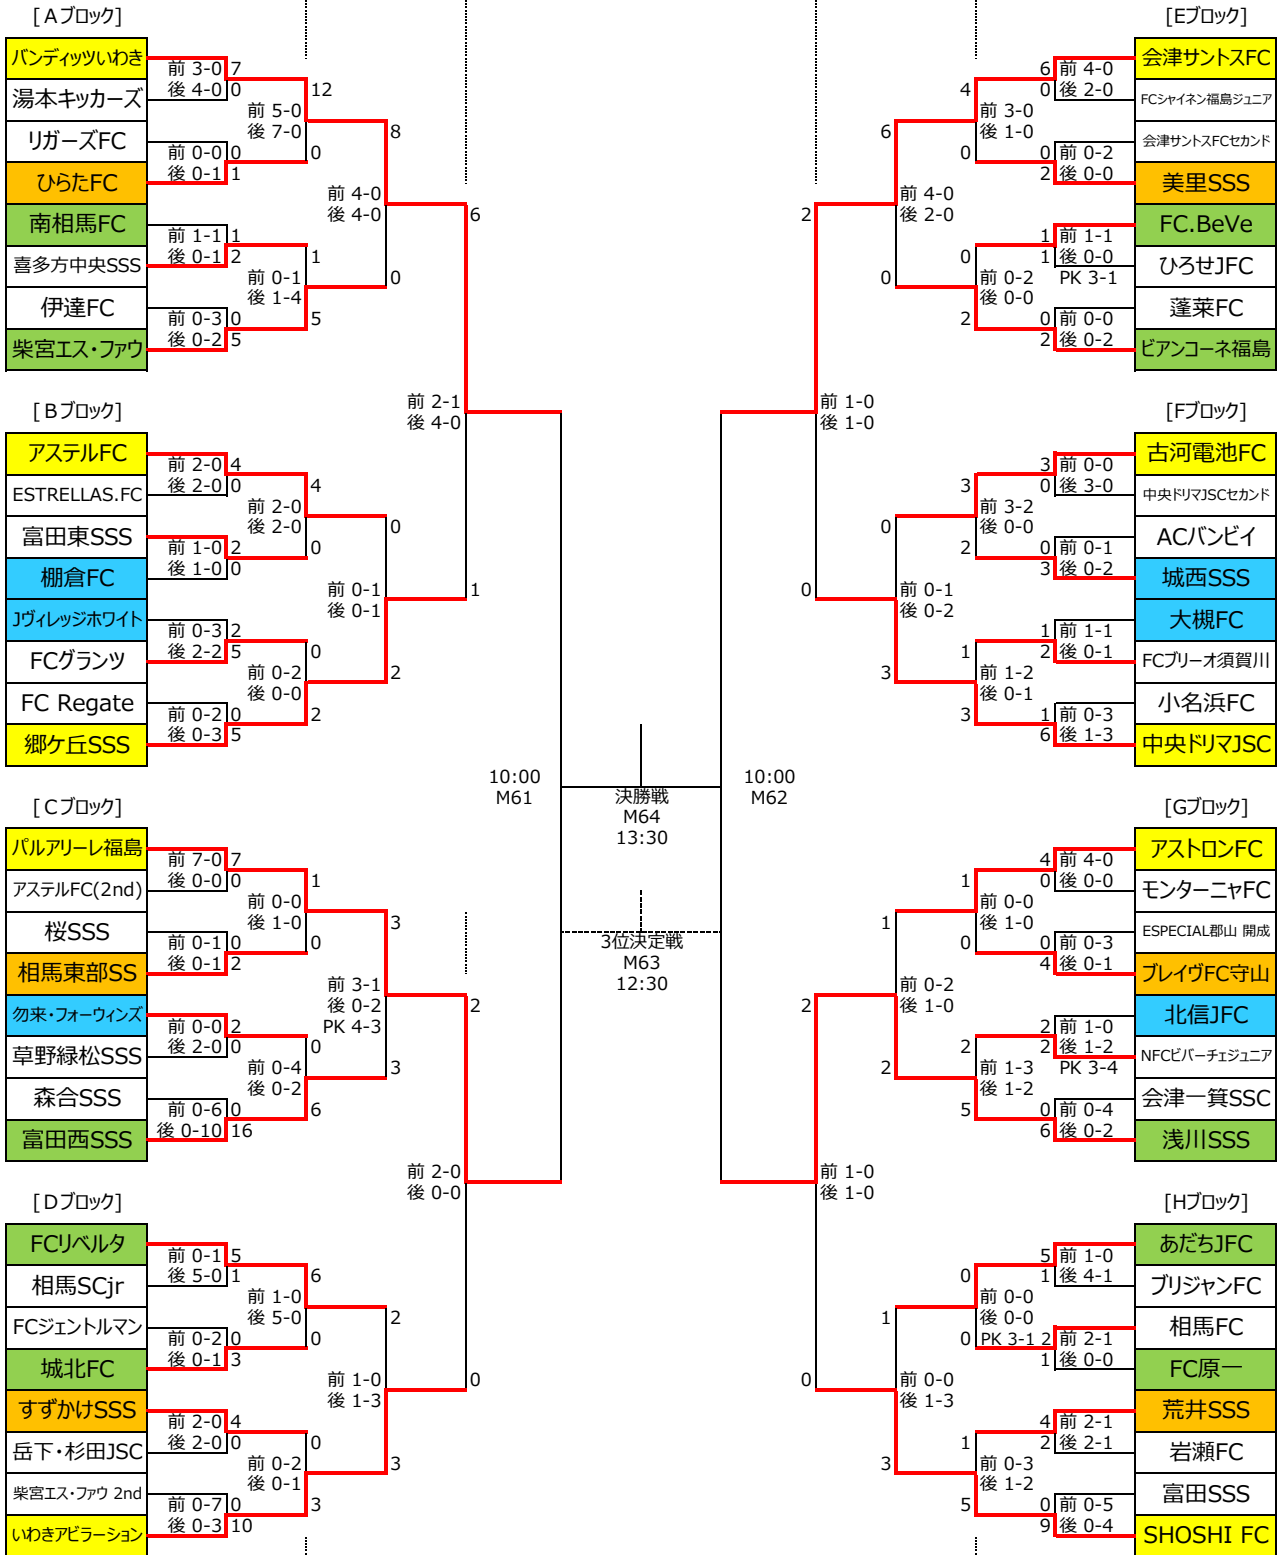 [Aブロック]
バンディッツいわき
前 3-0 7
後 4-0 0
湯本キッカーズ
12
前 5-0
後 7-0
リガーズFC
前 0-0 0
後 0-1 1
0
ひらたFC
8
前 4-0
後 4-0
南相馬FC
前 1-1 1
後 0-1 2
喜多方中央SSS
1
前 0-1
後 1-4
0
伊達FC
前 0-3 0
後 0-2 5
5
柴宮エス・ファウ
6
前 2-1
後 4-0
[Bブロック]
アステルFC
前 2-0 4
後 2-0 0
ESTRELLAS.FC
4
前 2-0
後 2-0
富田東SSS
前 1-0 2
後 1-0 0
0
棚倉FC
0
前 0-1
後 0-1
1
Jヴィレッジホワイト
前 0-3 2
後 2-2 5
FCグランツ
0
前 0-2
後 0-0
2
FC Regate
前 0-2 0
後 0-3 5
2
郷ケ丘SSS
10:00
M61
[Cブロック]
パルアリーレ福島
前 7-0 7
後 0-0 0
アステルFC(2nd)
1
前 0-0
後 1-0
桜SSS
前 0-1 0
後 0-1 2
0
相馬東部SS
3
前 3-1
後 0-2
PK 4-3
勿来・フォーウィンズ
前 0-0 2
後 2-0 0
草野緑松SSS
0
前 0-4
後 0-2
3
森合SSS
前 0-6 0
後 0-10 16
6
富田西SSS
2
前 2-0
後 0-0
[Dブロック]
FCリベルタ
前 0-1 5
後 5-0 1
相馬SCjr
6
前 1-0
後 5-0
FCジェントルマン
前 0-2 0
後 0-1 3
0
城北FC
2
前 1-0
後 1-3
0
すずかけSSS
前 2-0 4
後 2-0 0
岳下・杉田JSC
0
前 0-2
後 0-1
3
柴宮エス・ファウ 2nd
前 0-7 0
後 0-3 10
3
いわきアビラーション
決勝戦
M64
13:30
3位決定戦
M63
12:30
[Eブロック]
会津サントスFC
6 前 4-0
0 後 2-0
FCシャイネン福島ジュニア
4
前 3-0
後 1-0
会津サントスFCセカンド
0 前 0-2
2 後 0-0
0
美里SSS
6
前 4-0
後 2-0
FC.BeVe
1 前 1-1
1 後 0-0
PK 3-1
ひろせJFC
0
前 0-2
後 0-0
0
蓬莱FC
0 前 0-0
2 後 0-2
2
ビアンコーネ福島
2
前 1-0
後 1-0
[Fブロック]
古河電池FC
3 前 0-0
0 後 3-0
中央ドリマJSCセカンド
3
前 3-2
後 0-0
ACバンビイ
0 前 0-1
3 後 0-2
2
城西SSS
0
前 0-1
後 0-2
0
大槻FC
1 前 1-1
2 後 0-1
FCブリーオ須賀川
1
前 1-2
後 0-1
3
小名浜FC
1 前 0-3
6 後 1-3
3
中央ドリマJSC
10:00
M62
[Gブロック]
アストロンFC
4 前 4-0
0 後 0-0
モンターニャFC
1
前 0-0
後 1-0
ESPECIAL郡山 開成
0 前 0-3
4 後 0-1
0
ブレイヴFC守山
1
前 0-2
後 1-0
北信JFC
2 前 1-0
2 後 1-2
PK 3-4
NFCビバーチェジュニア
2
前 1-3
後 1-2
2
会津一箕SSC
0 前 0-4
6 後 0-2
5
浅川SSS
2
前 1-0
後 1-0
[Hブロック]
あだちJFC
5 前 1-0
1 後 4-1
ブリジャンFC
0
前 0-0
後 0-0
PK 3-1
相馬FC
2 前 2-1
1 後 0-0
0
FC原一
1
前 0-0
後 1-3
0
荒井SSS
4 前 2-1
2 後 2-1
岩瀬FC
1
前 0-3
後 1-2
3
富田SSS
0 前 0-5
9 後 0-4
5
SHOSHI FC